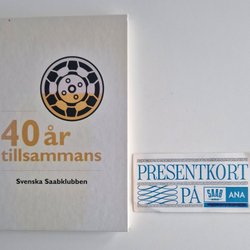 40 år
tillsammans
Svenska Saabklubben
PRESENTKORT
PÅ SAAB ANA